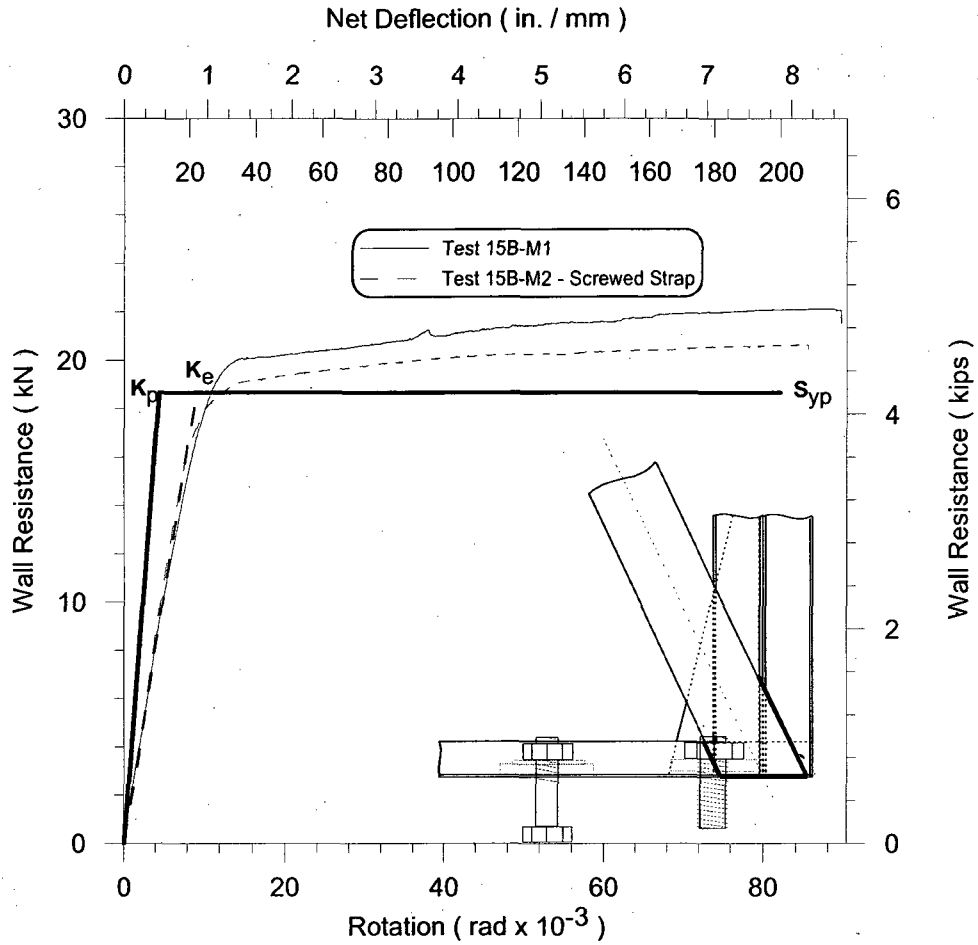 Net Deflection ( in. / mm )
0 1 2 3 4 5 6 7 8
30
20 40 60 80 100 120 140 160 180 200
6
Test 15B-M1
Test 15B-M2 - Screwed Strap
20
Kp Ke Syp
4
Wall Resistance ( kN )
Wall Resistance ( kips )
10
2
0 0
0 20 40 60 80
Rotation ( rad x 10-3 )